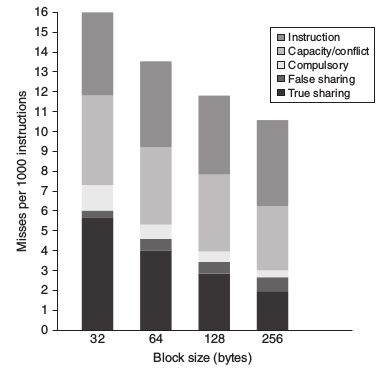 16
15
14
13
12
11
10
9
8
7
6
5
4
3
2
1
0
Misses per 1000 instructions
Instruction
Capacity/conflict
Compulsory
False sharing
True sharing
32 64 128 256
Block size (bytes)